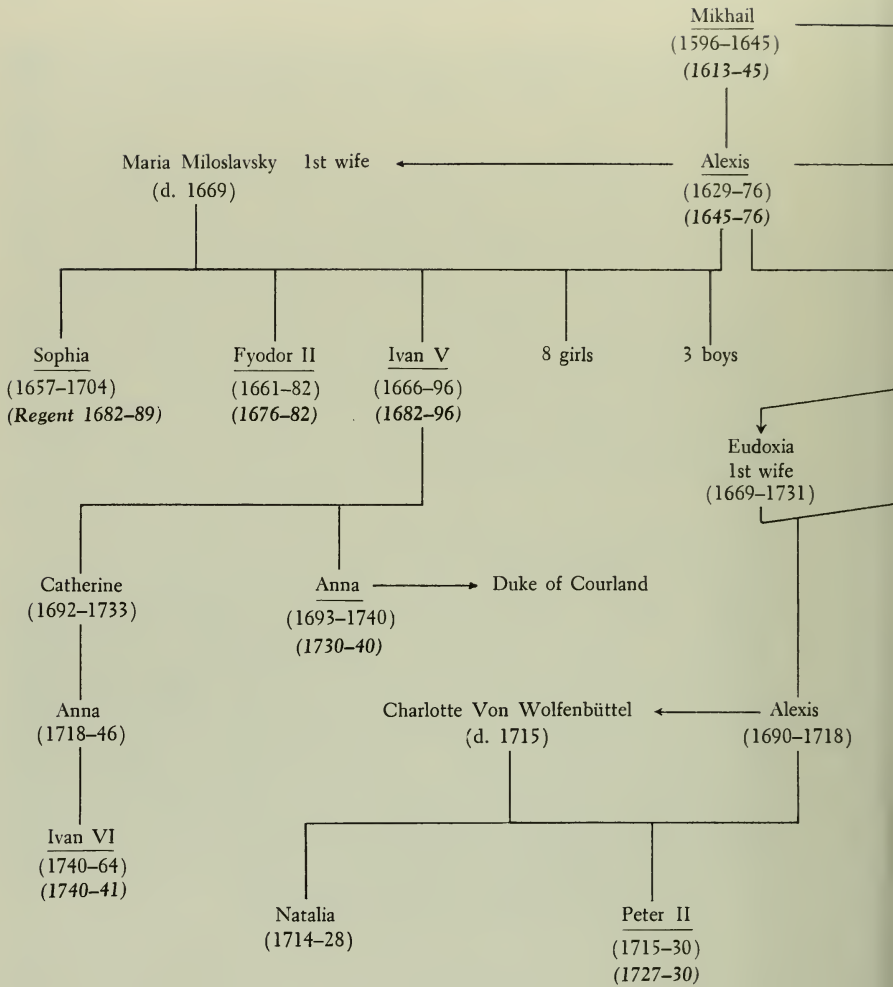 Mikhail
(1596–1645)
(1613–45)
Maria Miloslavsky 1st wife
(d. 1669)
Alexis
(1629–76)
(1645–76)
Sophia
(1657–1704)
(Regent 1682–89)
Fyodor II
(1661–82)
(1676–82)
Ivan V
(1666–96)
(1682–96)
8 girls
3 boys
Eudoxia
1st wife
(1669–1731)
Catherine
(1692–1733)
Anna
(1693–1740)
(1730–40)
Duke of Courland
Anna
(1718–46)
Charlotte Von Wolfenbüttel
(d. 1715)
Alexis
(1690–1718)
Ivan VI
(1740–64)
(1740–41)
Natalia
(1714–28)
Peter II
(1715–30)
(1727–30)